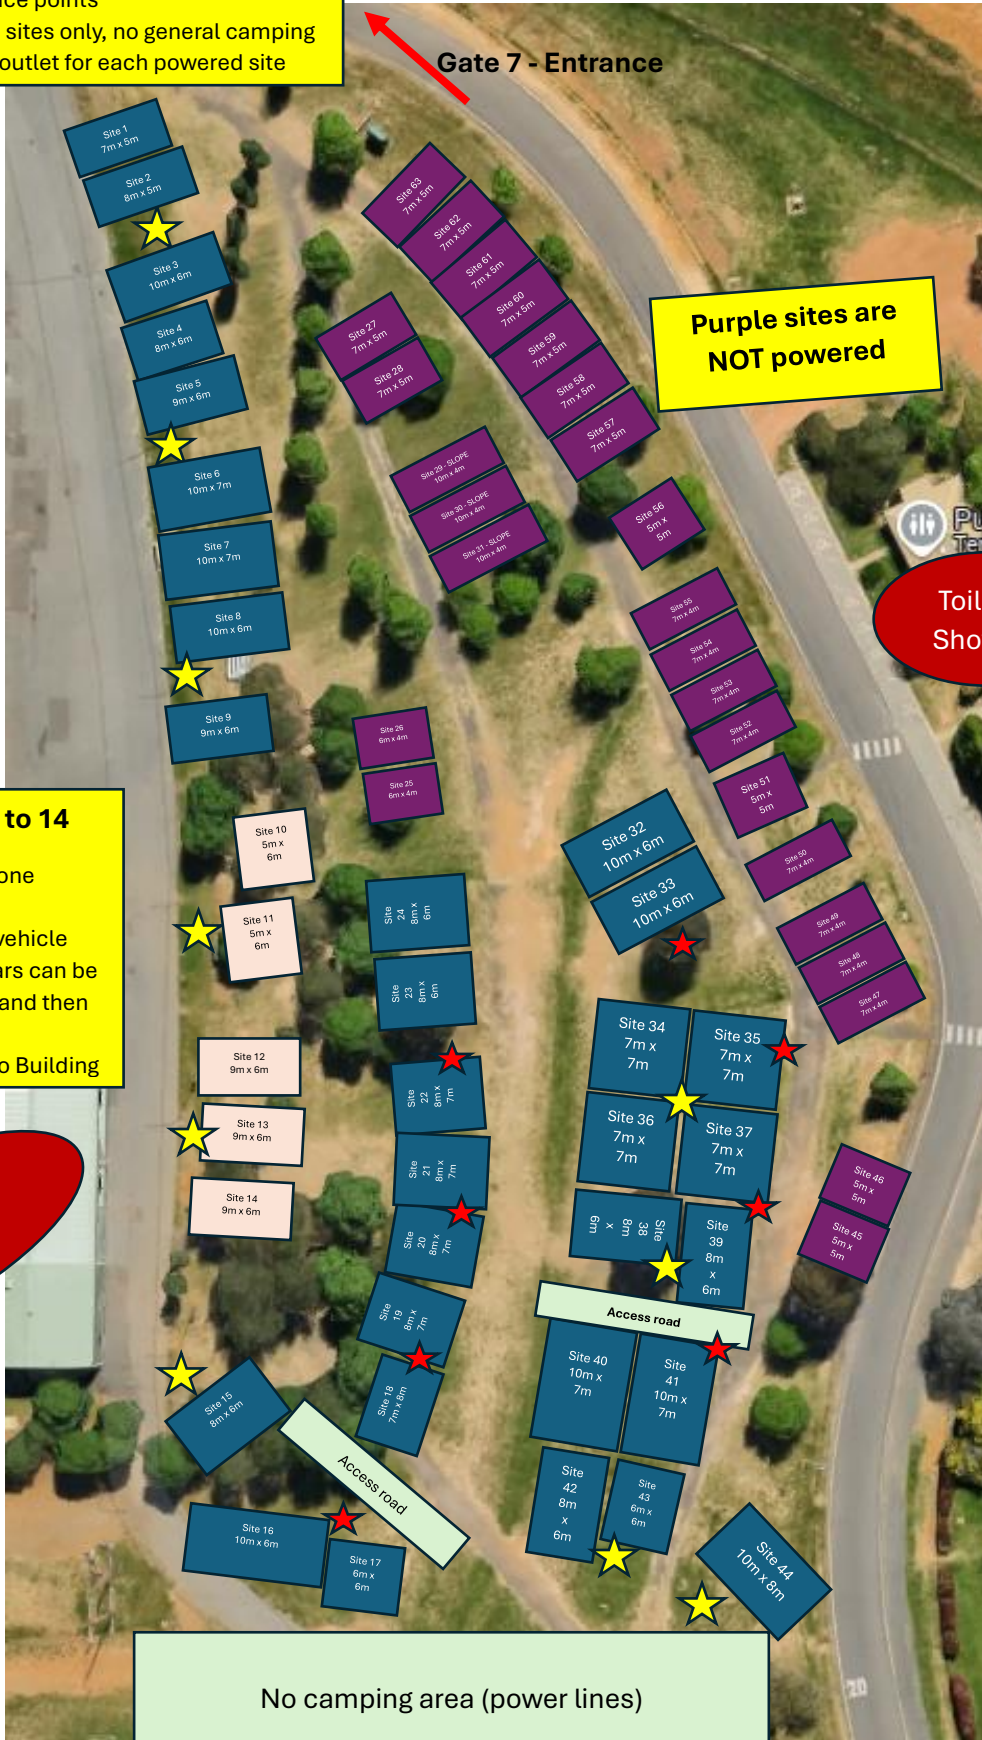 ce points
sites only, no general camping
outlet for each powered site
Gate 7 - Entrance
Site 1
7m x 5m
Site 2
8m x 5m
Site 3
10m x 6m
Site 4
8m x 6m
Site 5
9m x 6m
Site 6
10m x 7m
Site 7
10m x 7m
Site 8
10m x 6m
Site 9
9m x 6m
Site 63
7m x 5m
Site 62
7m x 5m
Site 61
7m x 5m
Site 60
7m x 5m
Site 59
7m x 5m
Site 58
7m x 5m
Site 57
7m x 5m
Site 27
7m x 5m
Site 28
7m x 5m
Purple sites are
NOT powered
Site 29 - SLOPE
10m x 4m
Site 30 - SLOPE
10m x 4m
Site 31 - SLOPE
10m x 4m
Site 56
5m x
5m
Pu
Te
Toil
Sho
Site 55
7m x 4m
Site 54
7m x 4m
Site 53
7m x 4m
Site 52
7m x 4m
Site 51
5m x
5m
Site 50
7m x 4m
Site 49
7m x 4m
Site 48
7m x 4m
Site 47
7m x 4m
Site 26
6m x 4m
Site 25
6m x 4m
to 14
one
vehicle
ars can be
and then
o Building
Site 10
5m x
6m
Site 11
5m x
6m
Site 12
9m x 6m
Site 13
9m x 6m
Site 14
9m x 6m
Site
24
8m x
6m
Site
23
8m x
6m
Site
22
8m x
7m
Site
21
8m x
7m
Site
20
8m x
7m
Site
19
8m x
7m
Site 18
7m x 8m
Site 32
10m x 6m
Site 33
10m x 6m
Site 34
7m x
7m
Site 35
7m x
7m
Site 36
7m x
7m
Site 37
7m x
7m
Site
38
8m
x
6m
Site
39
8m
x
6m
Site 46
5m x
5m
Site 45
5m x
5m
Access road
Site 40
10m x
7m
Site
41
10m x
7m
Site
42
8m
x
6m
Site
43
6m x
6m
Site 44
10m x 8m
Site 15
8m x 6m
Access road
Site 16
10m x 6m
Site 17
6m x
6m
No camping area (power lines)
20